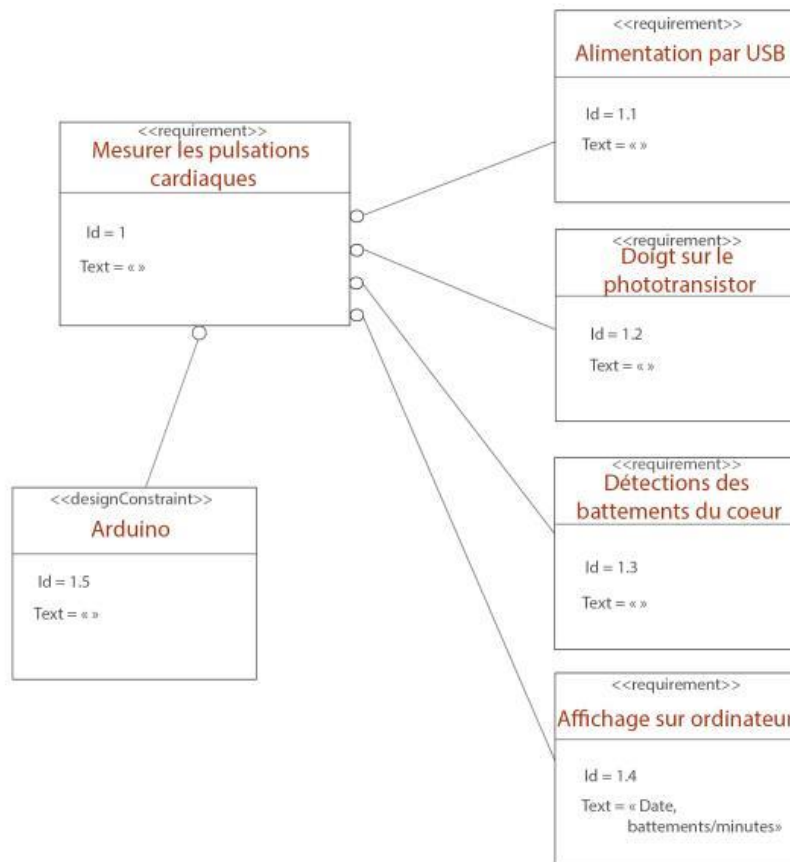 <<requirement>>
Alimentation par USB
Id = 1.1
Text = « »
<<requirement>>
Mesurer les pulsations
cardiaques
Id = 1
Text = « »
<<requirement>>
Doigt sur le
phototransistor
Id = 1.2
Text = « »
<<requirement>>
Détections des
battements du coeur
Id = 1.3
Text = « »
<<designConstraint>>
Arduino
Id = 1.5
Text = « »
<<requirement>>
Affichage sur ordinateur
Id = 1.4
Text = « Date,
battements/minutes»